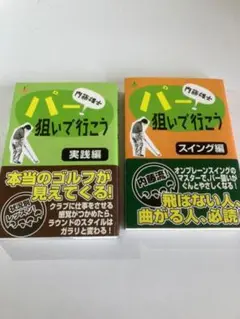 内藤雄士
パー
狙いで行こう
実践編
本当のゴルフが
見えてくる!
クラブに仕事をさせる
感覚がつかめたら、
ラウンドのスタイルは
ガラリと変わる!
内藤雄士
パー
狙いで行こう
スイング編
内藤流
オンプレーンスイングの
マスターで、パー狙いが
ぐんとやさしくなる!
飛ばない人、
曲がる人、必読!